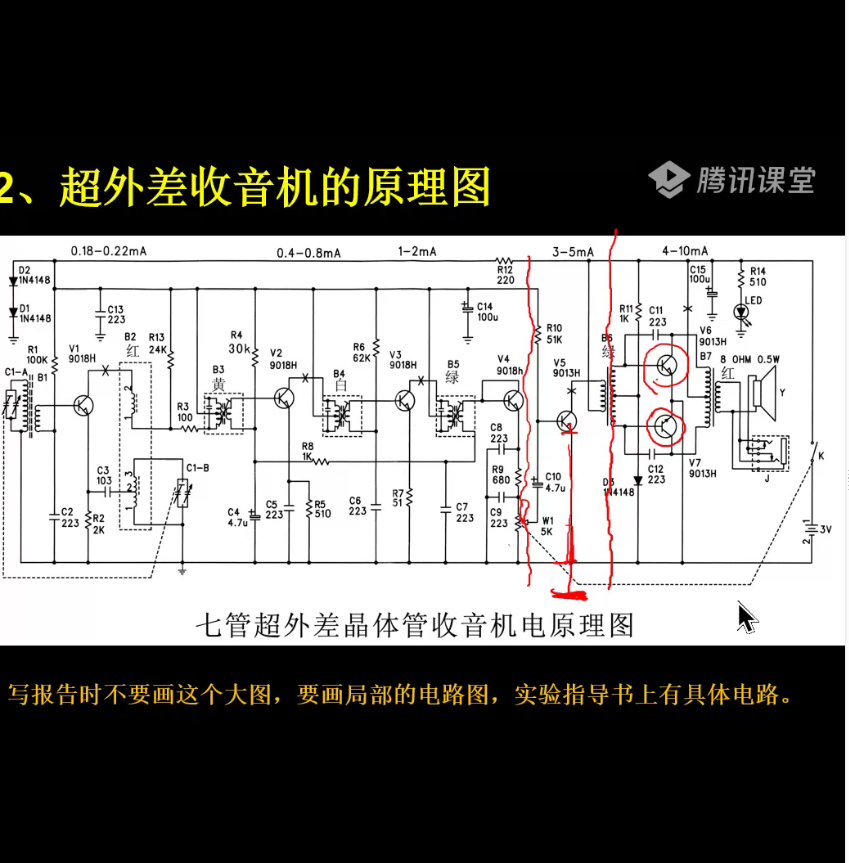 2、超外差收音机的原理图
腾讯课堂
0.18-0.22mA 0.4-0.8mA 1-2mA 3-5mA 4-10mA
D2 1N4148
D1 1N4148
C13 223
R12 220
C14 100u
C15 100u
R14 510
LED
R1 100K
V1 9018H
B2 红
R13 24K
R4 30k
V2 9018H
R6 62K
V3 9018H
V4 9018h
R10 51K
V5 9013H
B6 绿
R11 1K
C11 223
V6 9013H
C1-A
B1
B3 黄
B4 白
B5 绿
B7 红
8 OHM 0.5W
Y
R3 100
2
1
R8 1K
C8 223
C3 103
3
2
1
C1-B
R9 680
C10 4.7u
D3 1N4148
C12 223
V7 9013H
J
K
C2 223
R2 2K
C4 4.7u
C5 223
R5 510
C6 223
R7 51
C7 223
C9 223
W1 5K
1
2
3V
七管超外差晶体管收音机电原理图
写报告时不要画这个大图，要画局部的电路图，实验指导书上有具体电路。